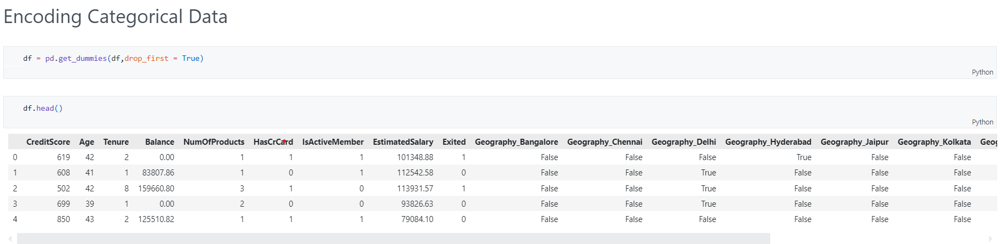 Encoding Categorical Data
df = pd.get_dummies(df,drop_first = True)
Python
df.head()
Python
CreditScore Age Tenure Balance NumOfProducts HasCrCard IsActiveMember EstimatedSalary Exited Geography_Bangalore Geography_Chennai Geography_Delhi Geography_Hyderabad Geography_Jaipur Geography_Kolkata Geog
0 619 42 2 0.00 1 1 1 101348.88 1 False False False True False False
1 608 41 1 83807.86 1 0 1 112542.58 0 False False True False False False
2 502 42 8 159660.80 3 1 0 113931.57 1 False False True False False False
3 699 39 1 0.00 2 0 0 93826.63 0 False False True False False False
4 850 43 2 125510.82 1 1 1 79084.10 0 False False False False False False